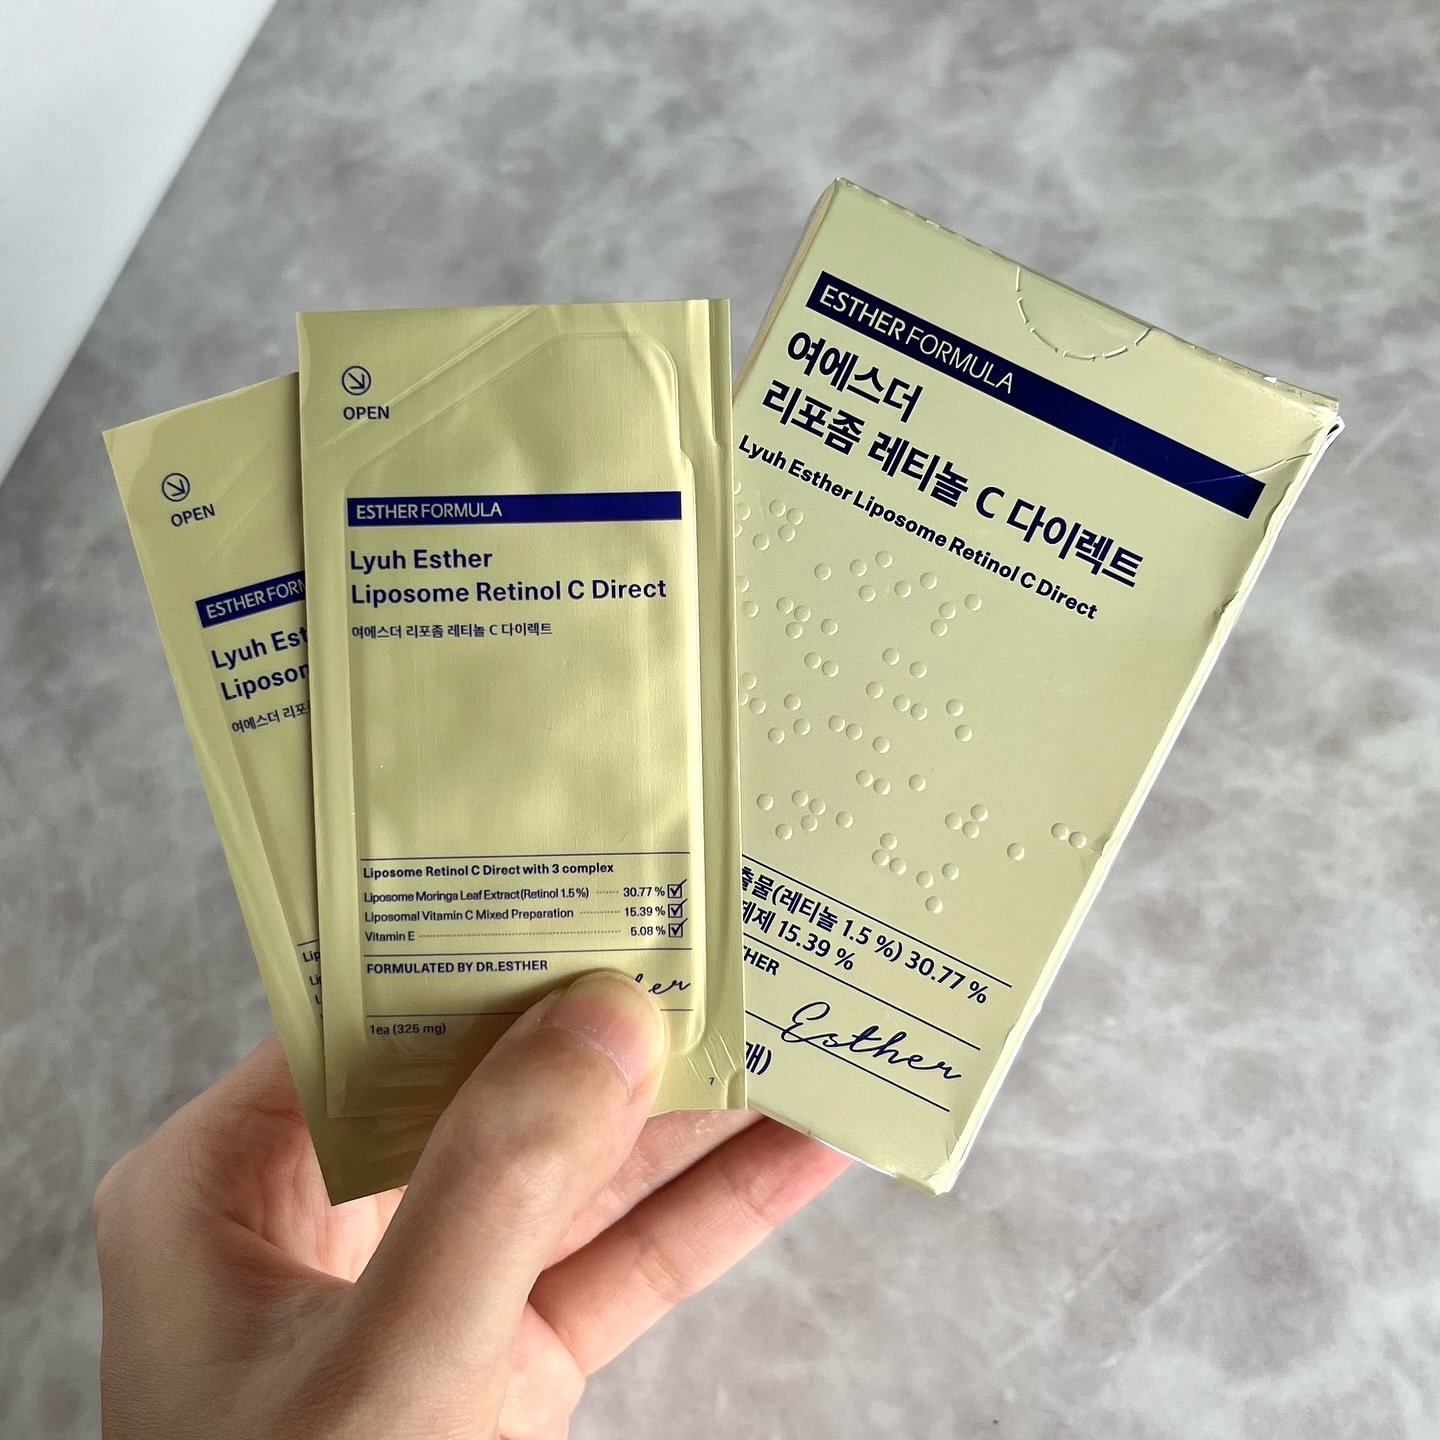 OPEN
ESTHER FORM
Lyuh Est
Liposom
여에스더 리포
OPEN
ESTHER FORMULA
Lyuh Esther
Liposome Retinol C Direct
여에스더 리포좀 레티놀 C 다이렉트
Liposome Retinol C Direct with 3 complex
Liposome Moringa Leaf Extract(Retinol 1.5 %) 30.77 %
Liposomal Vitamin C Mixed Preparation 15.39 %
Vitamin E 5.08 %
FORMULATED BY DR.ESTHER
her
1ea (325 mg)
7
ESTHER FORMULA
여에스더
리포좀 레티놀 C 다이렉트
Lyuh Esther Liposome Retinol C Direct
출물(레티놀 1.5 %) 30.77 %
제제 15.39 %
THER
Esther
개)